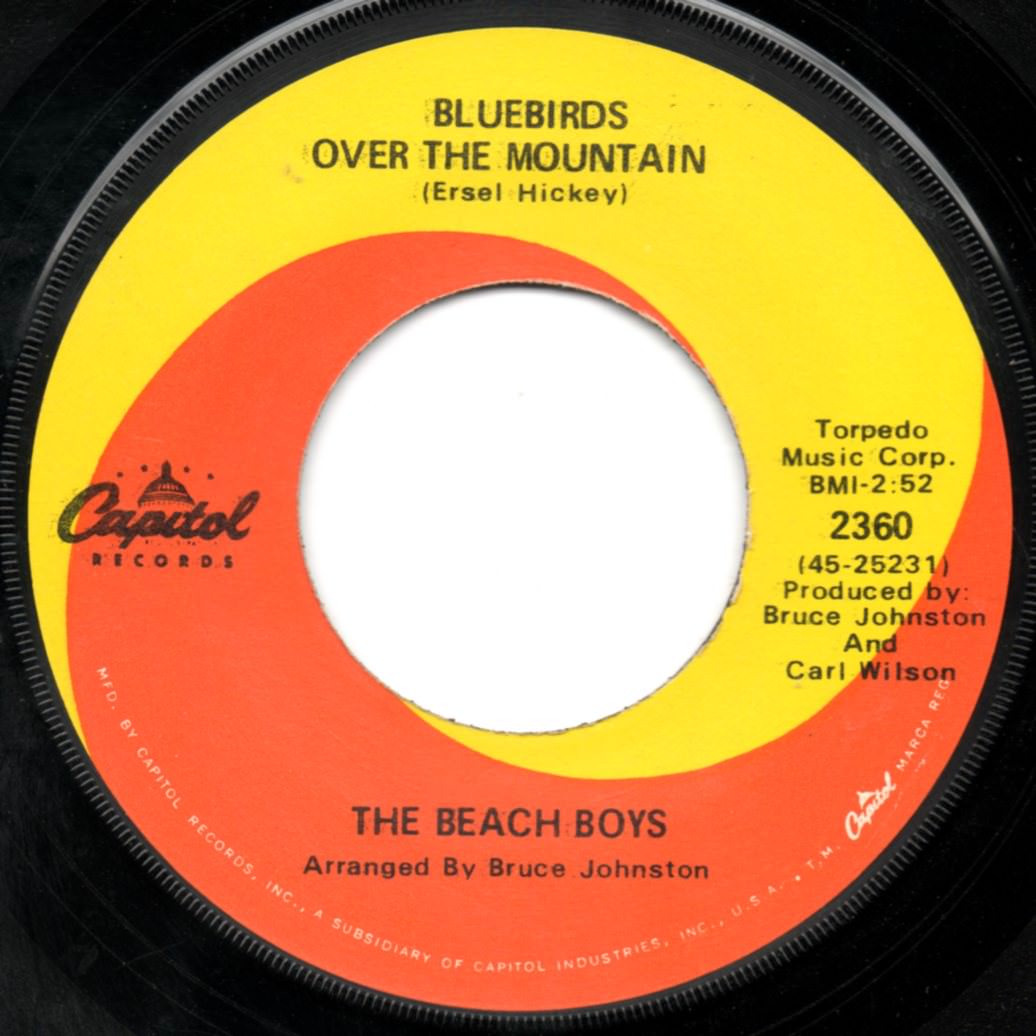 BLUEBIRDS
OVER THE MOUNTAIN
(Ersel Hickey)
Capitol
RECORDS
Torpedo
Music Corp.
BMI-2:52
2360
(45-25231)
Produced by:
Bruce Johnston
And
Carl Wilson
THE BEACH BOYS
Arranged By Bruce Johnston
MFD. BY CAPITOL RECORDS, INC., A SUBSIDIARY OF CAPITOL INDUSTRIES, INC., U.S.A. • T.M. Capitol MARCA REG.